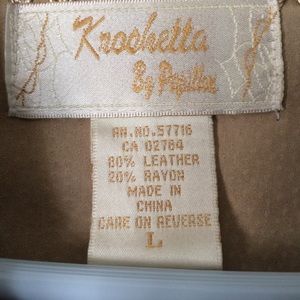 Krochetta
By Papillon
RN.NO.57716
CA 02784
80% LEATHER
20% RAYON
MADE IN
CHINA
CARE ON REVERSE
L